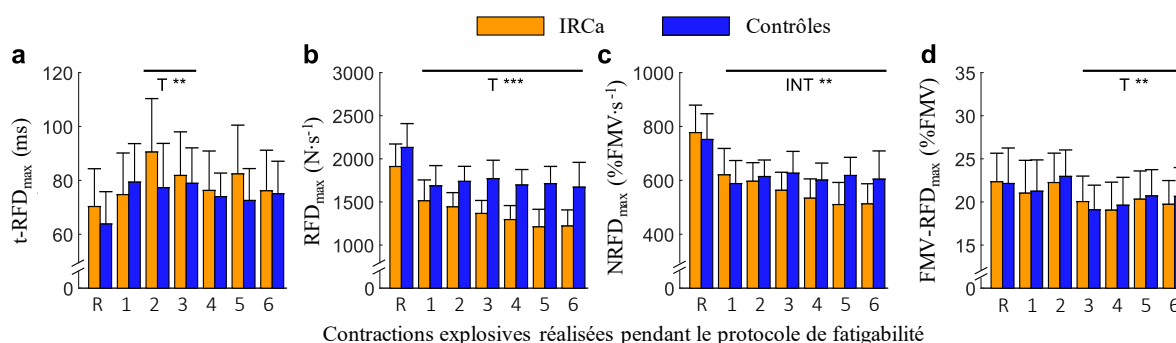 IRCa
Contrôles
a
T **
120
100
80
60
0
t-RFDmax (ms)
R 1 2 3 4 5 6
b
T ***
3000
2500
2000
1500
1000
0
RFDmax (N·s-1)
R 1 2 3 4 5 6
c
INT **
1000
800
600
400
0
NRFDmax (%FMV·s-1)
R 1 2 3 4 5 6
d
T **
35
30
25
20
15
0
FMV-RFDmax (%FMV)
R 1 2 3 4 5 6
Contractions explosives réalisées pendant le protocole de fatigabilité